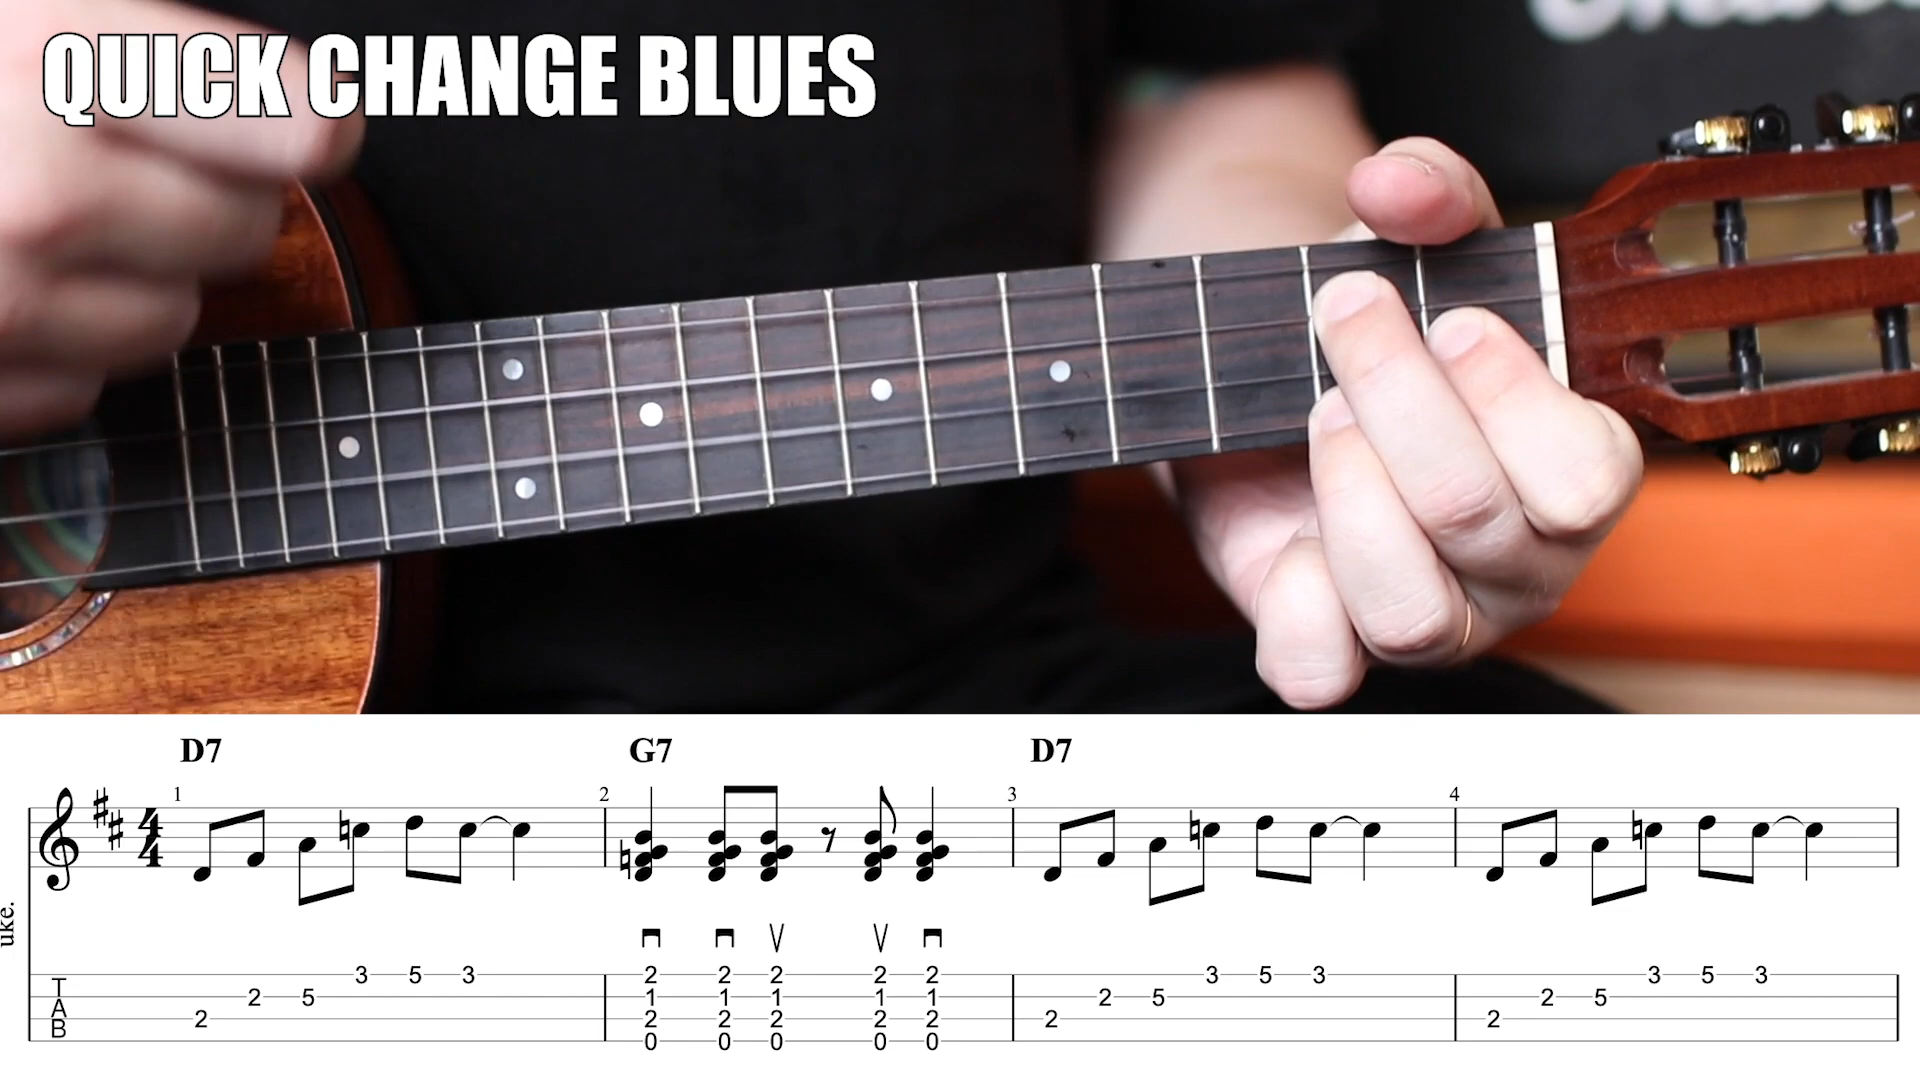 QUICK CHANGE BLUES
D7 G7 D7
1 2 3 4
4
4
uke.
3 5 3 2 2 2 2 2 3 5 3 3 5 3
T 2 5 1 1 1 1 1 2 5 2 5
A 2 2 2 2 2 2 2 2
B 0 0 0 0 0